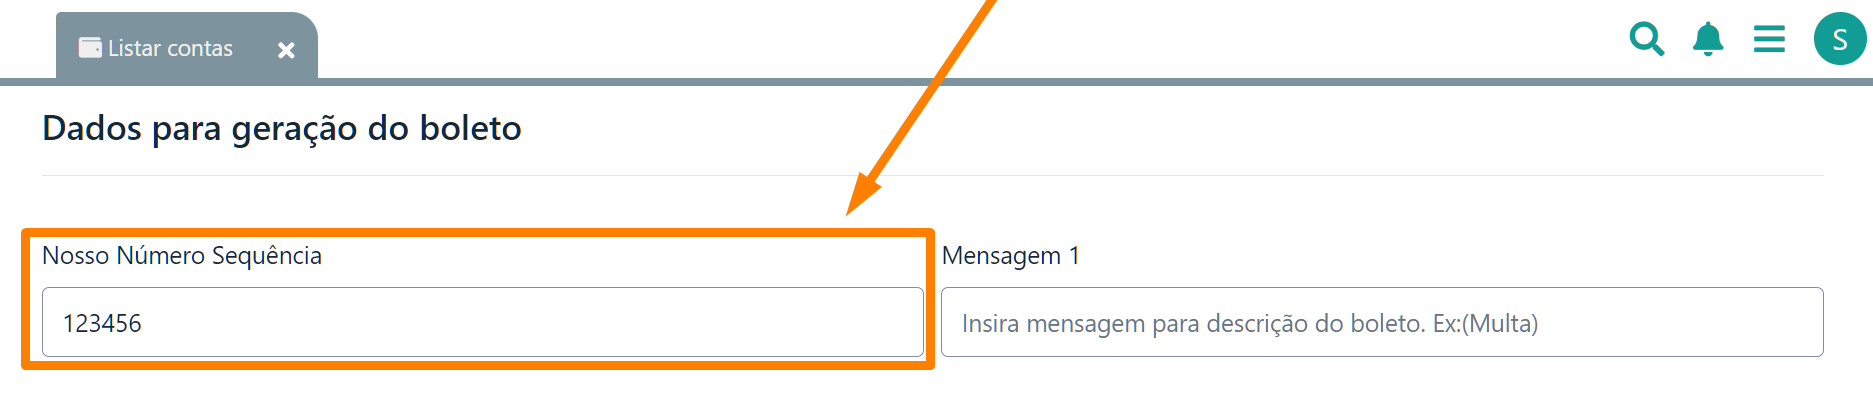 Listar contas
S
Dados para geração do boleto
Nosso Número Sequência
Mensagem 1
123456
Insira mensagem para descrição do boleto. Ex:(Multa)